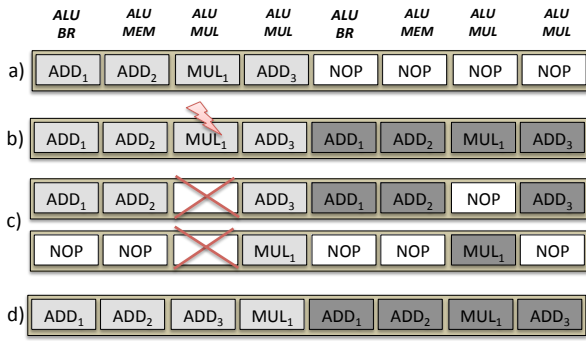 ALU ALU ALU ALU ALU ALU ALU ALU
BR MEM MUL MUL BR MEM MUL MUL
a) ADD₁ ADD₂ MUL₁ ADD₃ NOP NOP NOP NOP
b) ADD₁ ADD₂ MUL₁ ADD₃ ADD₁ ADD₂ MUL₁ ADD₃
ADD₁ ADD₂ ADD₃ ADD₁ ADD₂ NOP ADD₃
c)
NOP NOP MUL₁ NOP NOP MUL₁ NOP
d) ADD₁ ADD₂ ADD₃ MUL₁ ADD₁ ADD₂ MUL₁ ADD₃